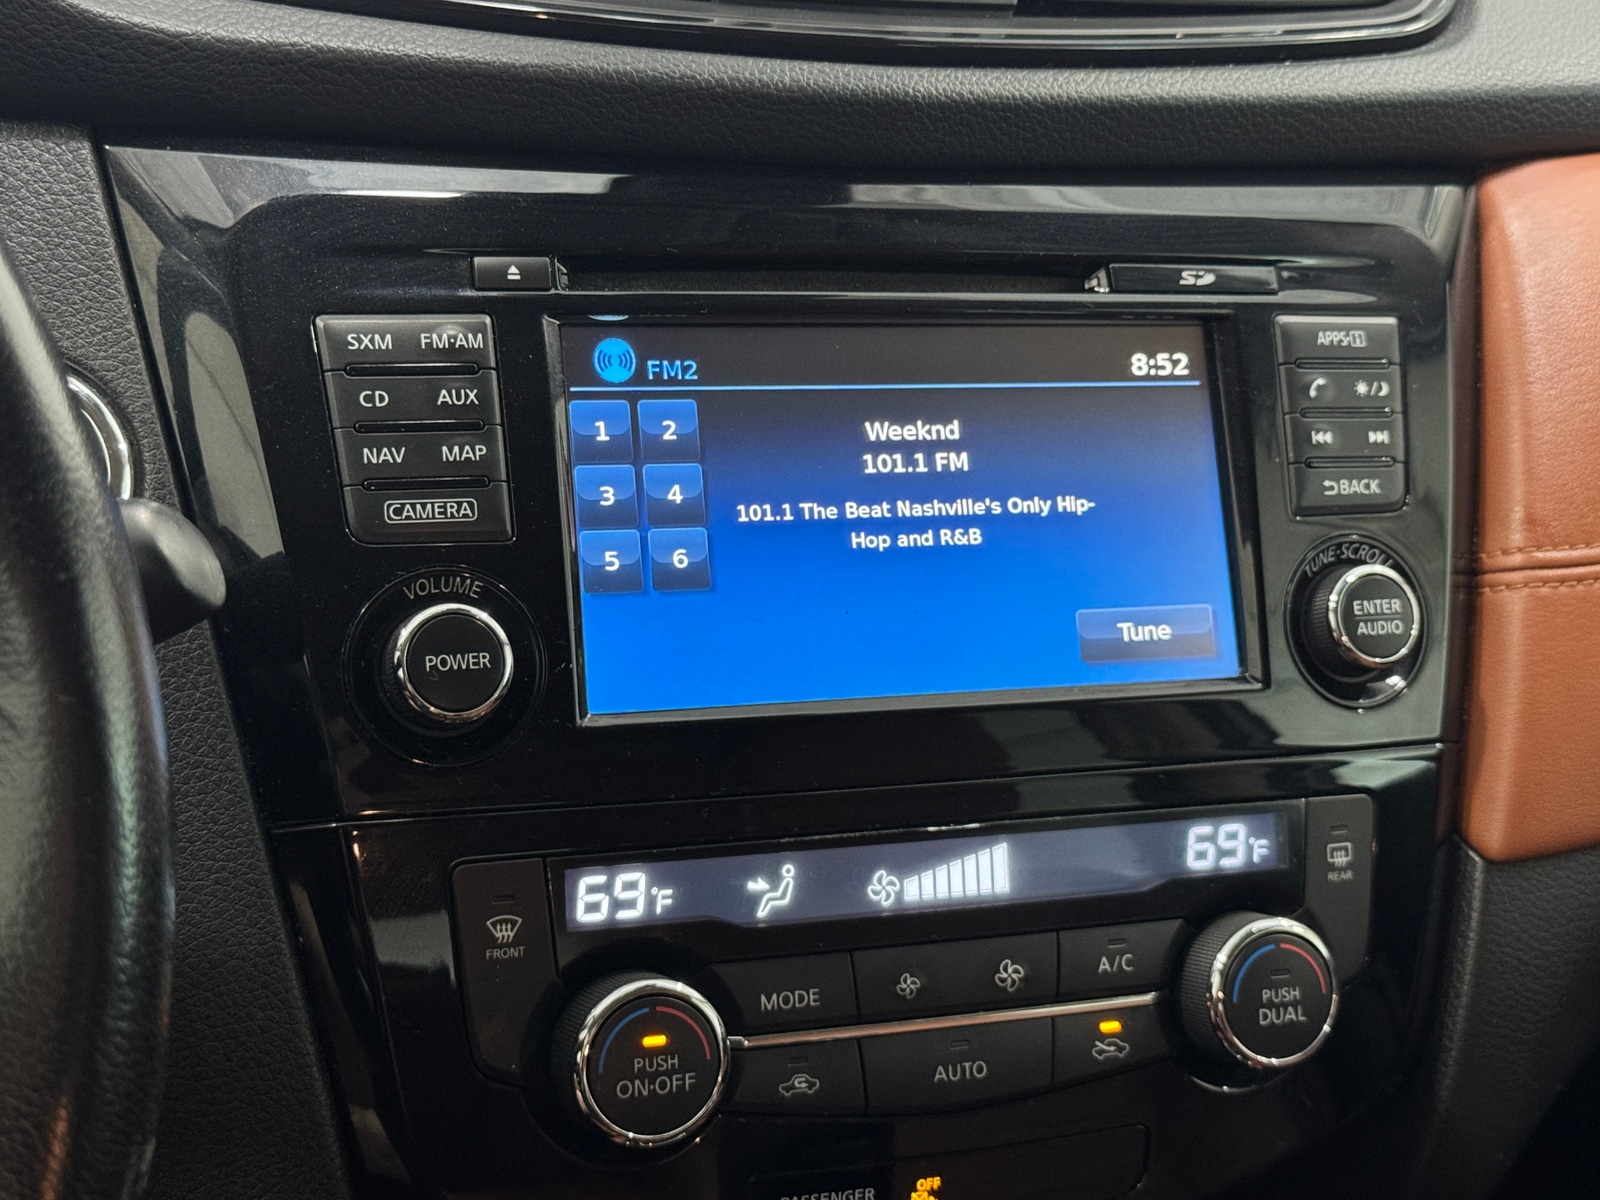 SD
SXM FM·AM
CD AUX
NAV MAP
CAMERA
VOLUME
POWER
FM2 8:52
1 2
3 4
5 6
Weeknd
101.1 FM
101.1 The Beat Nashville's Only Hip-
Hop and R&B
Tune
APPS·i
BACK
TUNE·SCROLL
ENTER
AUDIO
69°F 69°F
FRONT
REAR
MODE
A/C
AUTO
PUSH
ON·OFF
PUSH
DUAL
PASSENGER
OFF